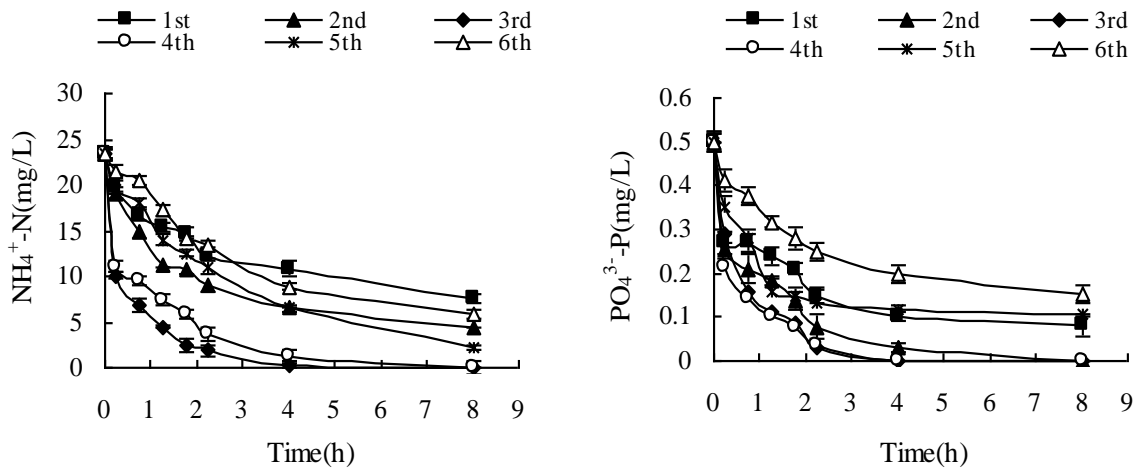 1st 2nd 3rd
4th 5th 6th
30
25
20
15
10
5
0
NH₄⁺-N(mg/L)
0 1 2 3 4 5 6 7 8 9
Time(h)
1st 2nd 3rd
4th 5th 6th
0.6
0.5
0.4
0.3
0.2
0.1
0
PO₄³⁻-P(mg/L)
0 1 2 3 4 5 6 7 8 9
Time(h)